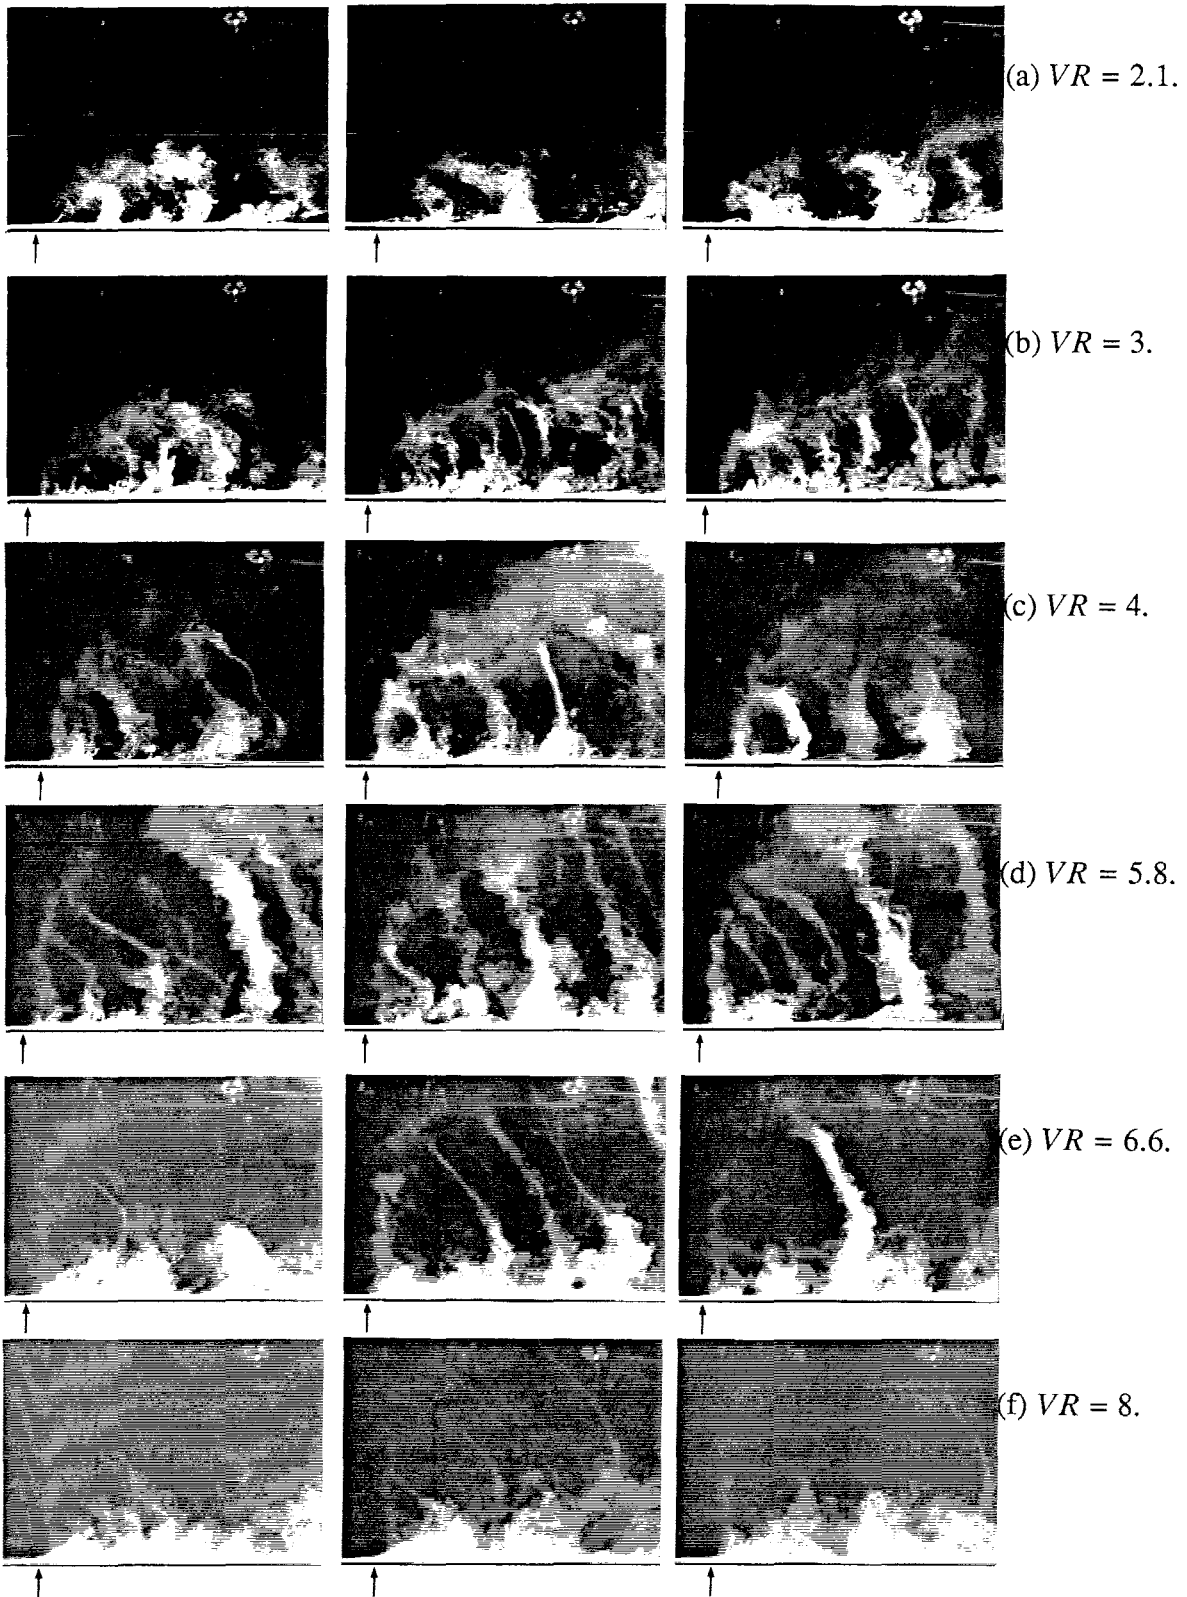 (a) VR = 2.1.
(b) VR = 3.
(c) VR = 4.
(d) VR = 5.8.
(e) VR = 6.6.
(f) VR = 8.